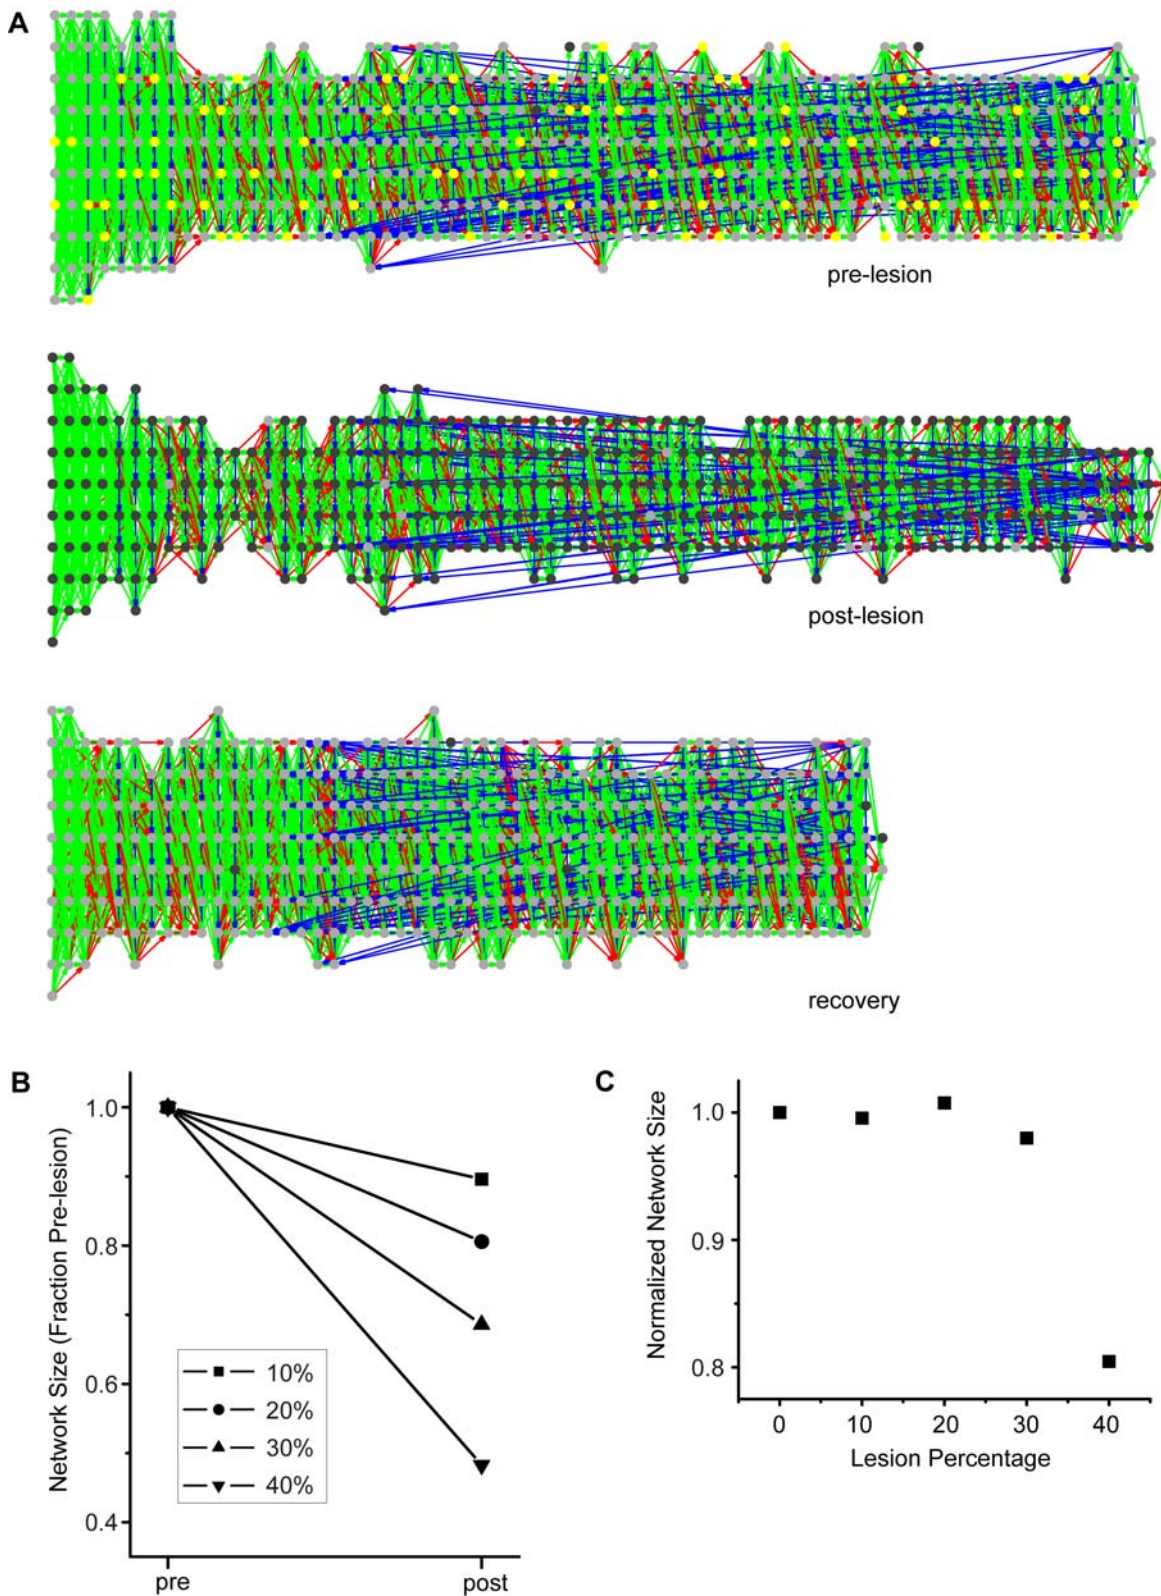 A
pre-lesion
post-lesion
recovery
B
Network Size (Fraction Pre-lesion)
1.0
0.8
0.6
0.4
10%
20%
30%
40%
pre
post
C
Normalized Network Size
1.0
0.9
0.8
0
10
20
30
40
Lesion Percentage